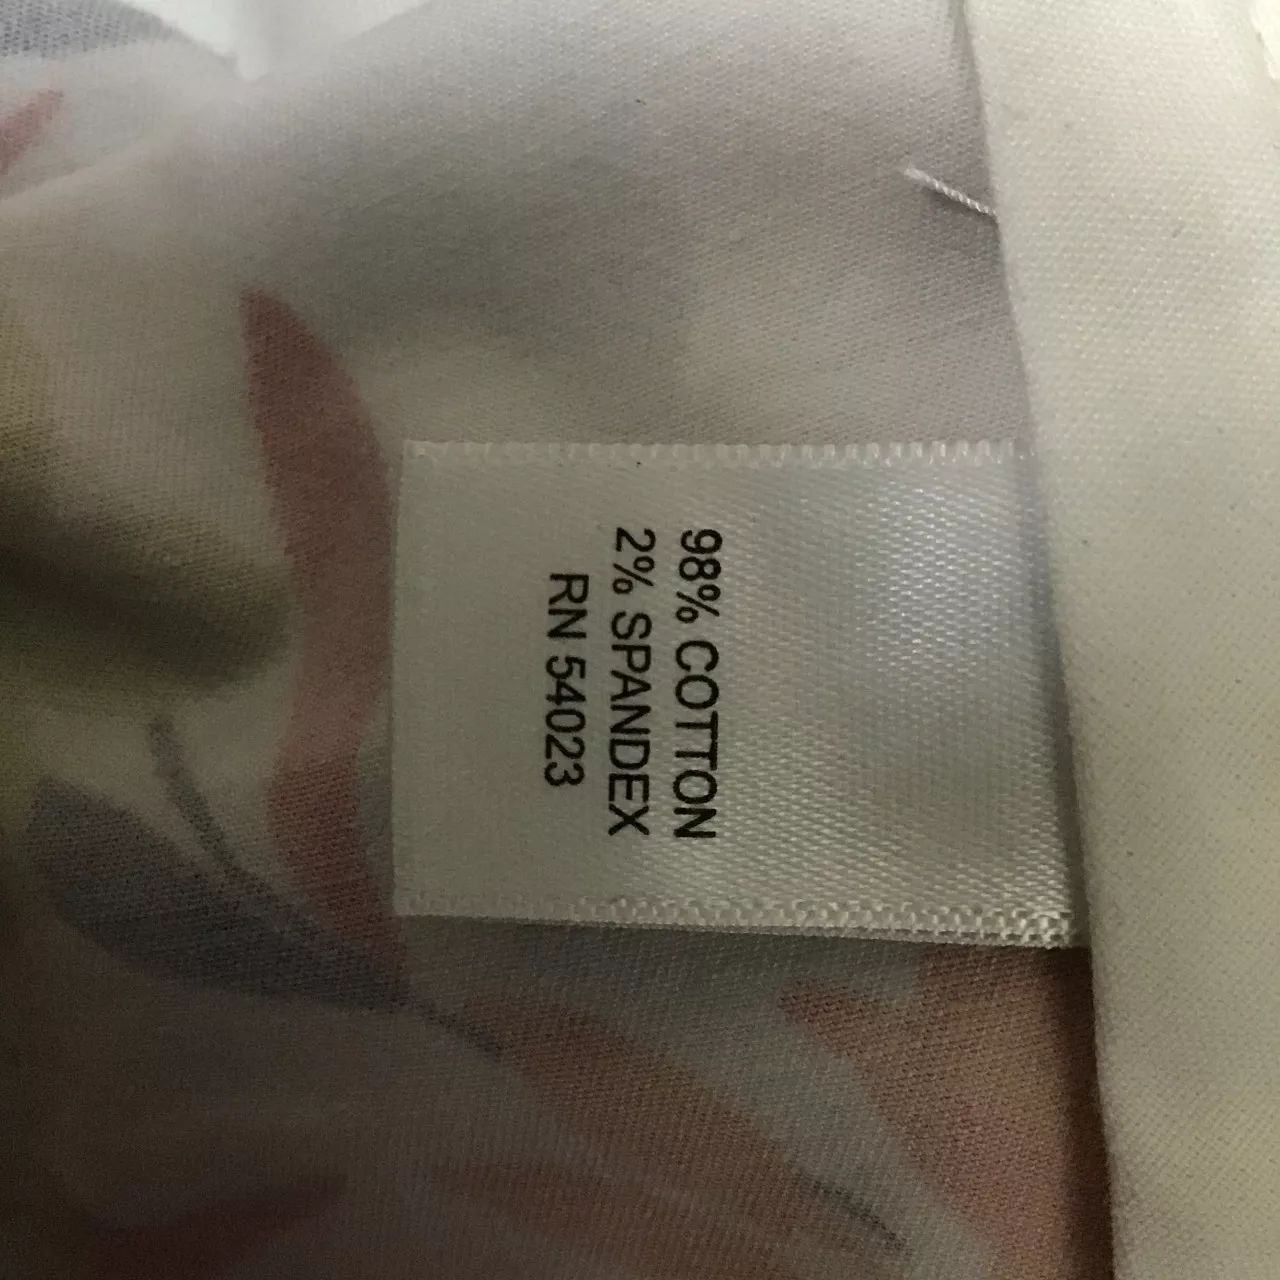 98% COTTON
2% SPANDEX
RN 54023